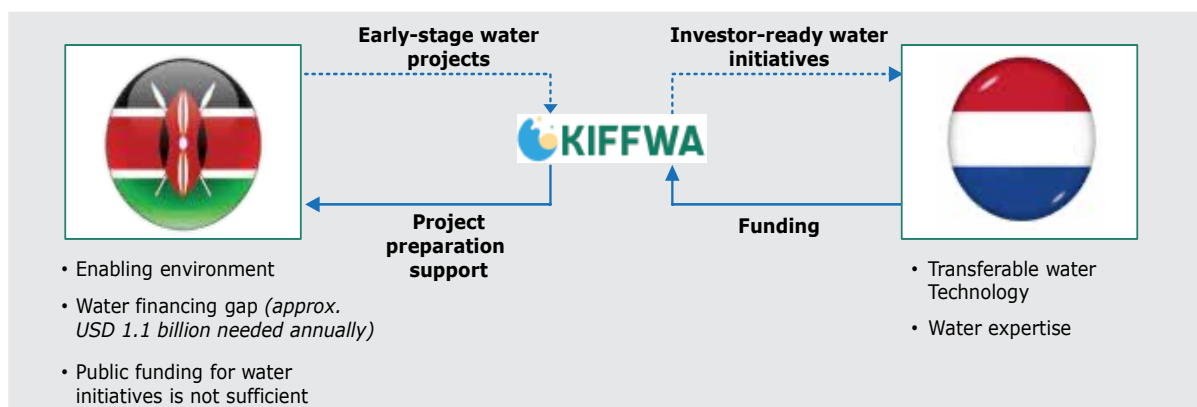 Early-stage water
projects
Investor-ready water
initiatives
KIFFWA
Project
preparation
support
Funding
• Enabling environment
• Water financing gap (approx.
USD 1.1 billion needed annually)
• Public funding for water
initiatives is not sufficient
• Transferable water
Technology
• Water expertise